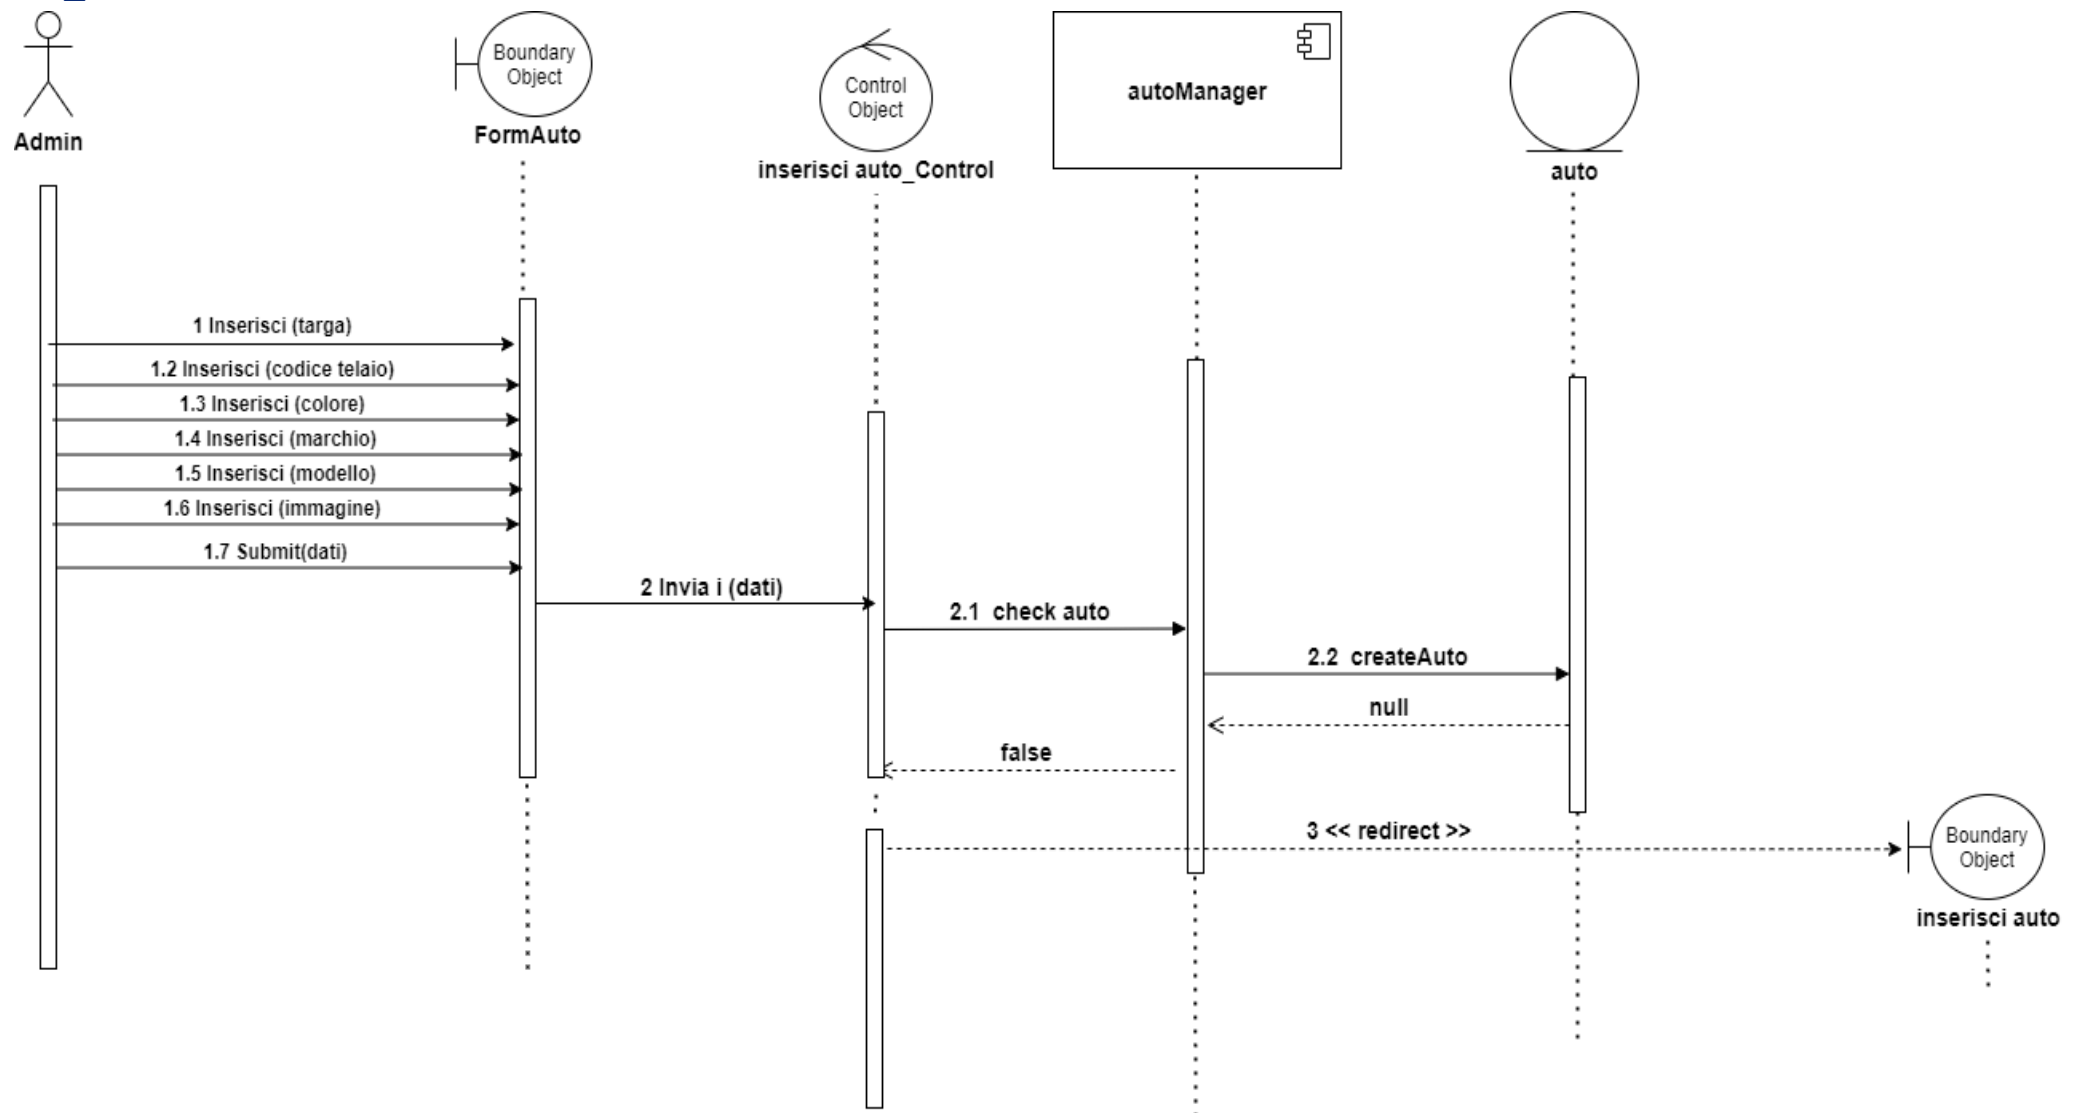 Boundary
Object
Control
Object
autoManager
Admin
FormAuto
inserisci auto_Control
auto
1 Inserisci (targa)
1.2 Inserisci (codice telaio)
1.3 Inserisci (colore)
1.4 Inserisci (marchio)
1.5 Inserisci (modello)
1.6 Inserisci (immagine)
1.7 Submit(dati)
2 Invia i (dati)
2.1 check auto
2.2 createAuto
null
false
3 << redirect >>
Boundary
Object
inserisci auto